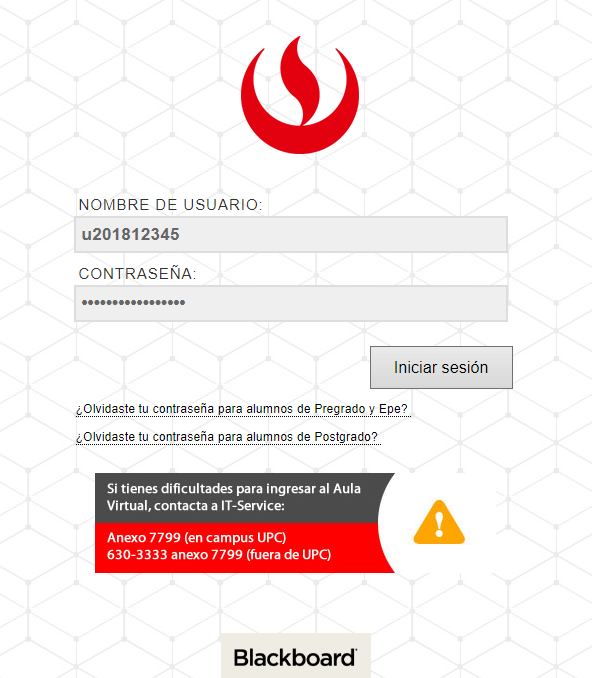 NOMBRE DE USUARIO:
u201812345
CONTRASEÑA:
•••••••••••••••••
Iniciar sesión
¿Olvidaste tu contraseña para alumnos de Pregrado y Epe?
¿Olvidaste tu contraseña para alumnos de Postgrado?
Si tienes dificultades para ingresar al Aula
Virtual, contacta a IT-Service:
Anexo 7799 (en campus UPC)
630-3333 anexo 7799 (fuera de UPC)
Blackboard